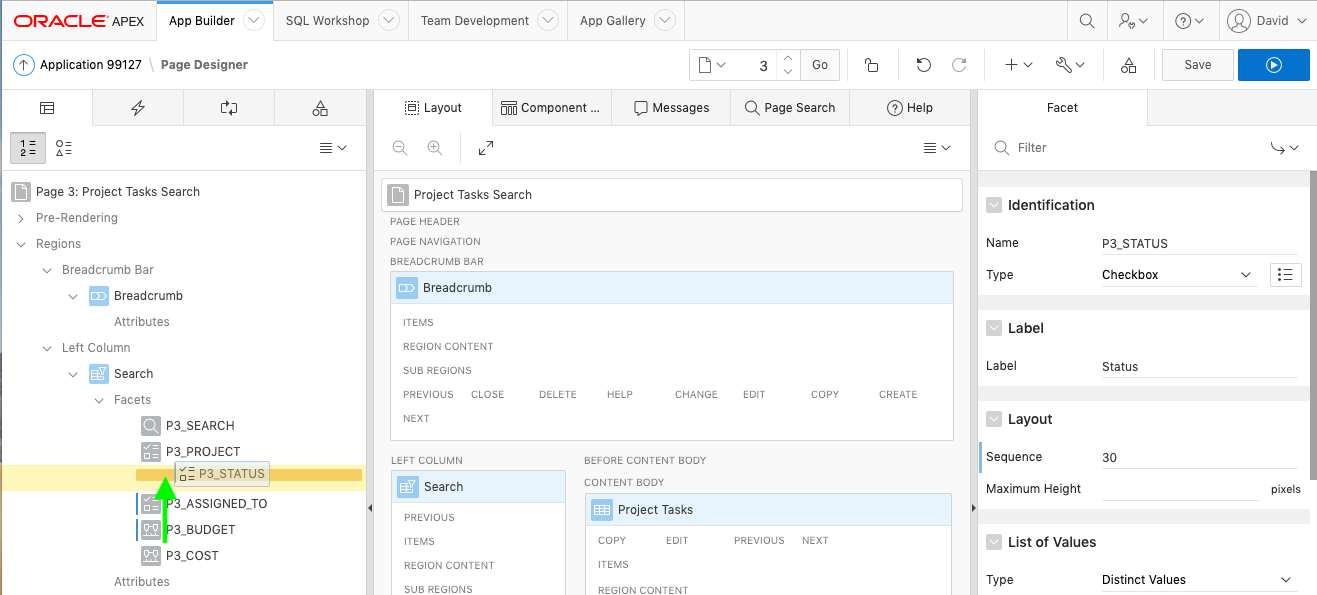 ORACLE APEX App Builder SQL Workshop Team Development App Gallery David
Application 99127 \ Page Designer 3 Go Save
Layout Component ... Messages Page Search Help Facet
Filter
Page 3: Project Tasks Search
Pre-Rendering
Regions
Breadcrumb Bar
Breadcrumb
Attributes
Left Column
Search
Facets
P3_SEARCH
P3_PROJECT
P3_STATUS
P3_ASSIGNED_TO
P3_BUDGET
P3_COST
Attributes
Project Tasks Search
PAGE HEADER
PAGE NAVIGATION
BREADCRUMB BAR
Breadcrumb
ITEMS
REGION CONTENT
SUB REGIONS
PREVIOUS CLOSE DELETE HELP CHANGE EDIT COPY CREATE
NEXT
LEFT COLUMN
Search
PREVIOUS
ITEMS
REGION CONTENT
SUB REGIONS
BEFORE CONTENT BODY
CONTENT BODY
Project Tasks
COPY EDIT PREVIOUS NEXT
ITEMS
REGION CONTENT
Identification
Name P3_STATUS
Type Checkbox
Label
Label Status
Layout
Sequence 30
Maximum Height pixels
List of Values
Type Distinct Values